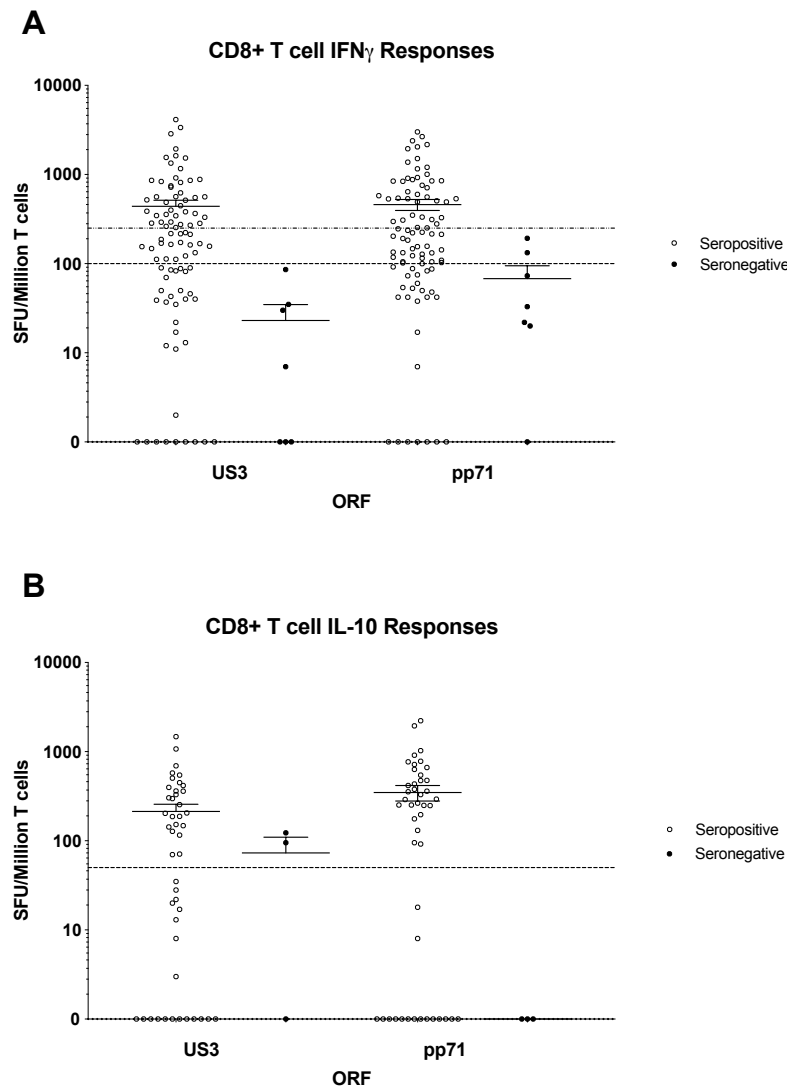 A
CD8+ T cell IFNγ Responses
10000
1000
100
10
0
SFU/Million T cells
US3
pp71
ORF
Seropositive
Seronegative
B
CD8+ T cell IL-10 Responses
10000
1000
100
10
0
SFU/Million T cells
US3
pp71
ORF
Seropositive
Seronegative